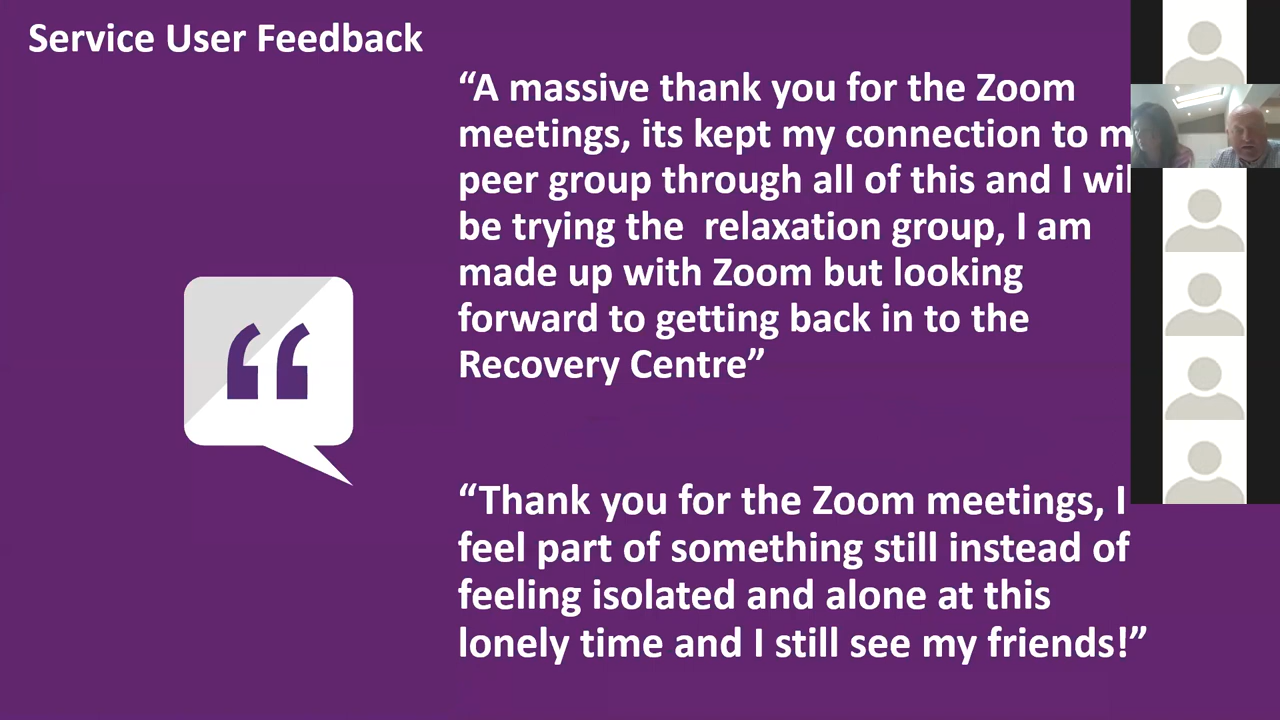 Service User Feedback
“A massive thank you for the Zoom
meetings, its kept my connection to
peer group through all of this and I
be trying the relaxation group, I am
made up with Zoom but looking
forward to getting back in to the
Recovery Centre”
“Thank you for the Zoom meetings, I
feel part of something still instead of
feeling isolated and alone at this
lonely time and I still see my friends!”